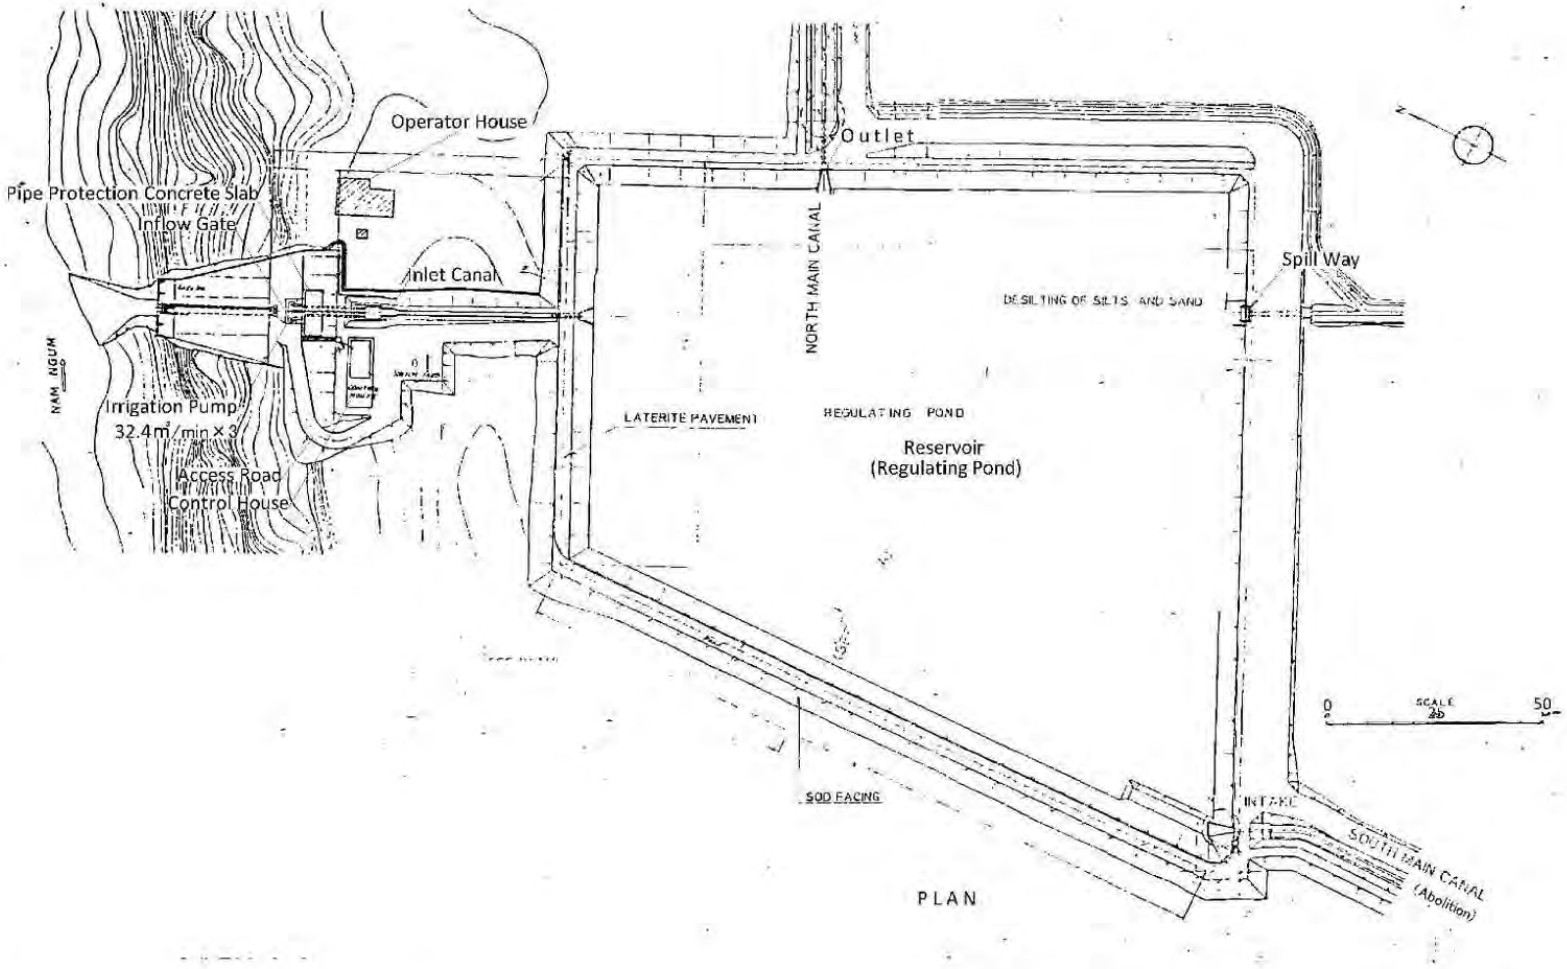 N
Operator House
Outlet
Pipe Protection Concrete Slab
Inflow Gate
Inlet Canal
NORTH MAIN CANAL
Spill Way
DESILTING OF SILTS AND SAND
NAM NGUM
Irrigation Pump
32.4m³/min×3
Access Road
Control House
LATERITE PAVEMENT
REGULATING POND
Reservoir
(Regulating Pond)
0
SCALE
25
50
SOD FACING
INTAKE
SOUTH MAIN CANAL
(Abolition)
PLAN